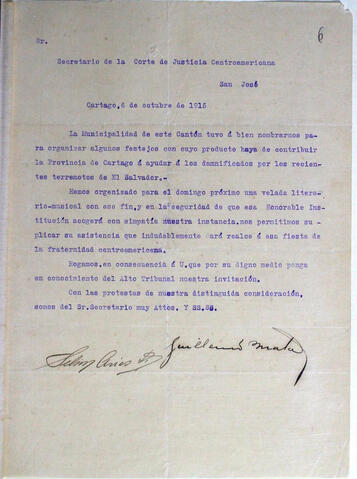 6
Sr.
Secretario de la Corte de Justicia Centroamericana
San José
Cartago, 6 de octubre de 1915
La Municipalidad de este Cantón tuvo á bien nombrarnos pa-
ra organizar algunos festejos con cuyo producto haya de contribuir
la Provincia de Cartago á ayudar á los damnificados por los recien-
tes terremotos de El Salvador.
Hemos organizado para el domingo próximo una velada litera-
rio-musical con ese fin, y en la seguridad de que esa Honorable Ins-
titución acogerá con simpatía nuestra instancia, nos permitimos su-
plicar su asistencia que indudablemente dará realce á esa fiesta de
la fraternidad centroamericana.
Rogamos, en consecuencia á U. que por su digno medio ponga
en conocimiento del Alto Tribunal nuestra invitación.
Con las protestas de nuestra distinguida consideración,
somos del Sr. Secretario muy Attos. Y SS. SS.
Guillermo Mata